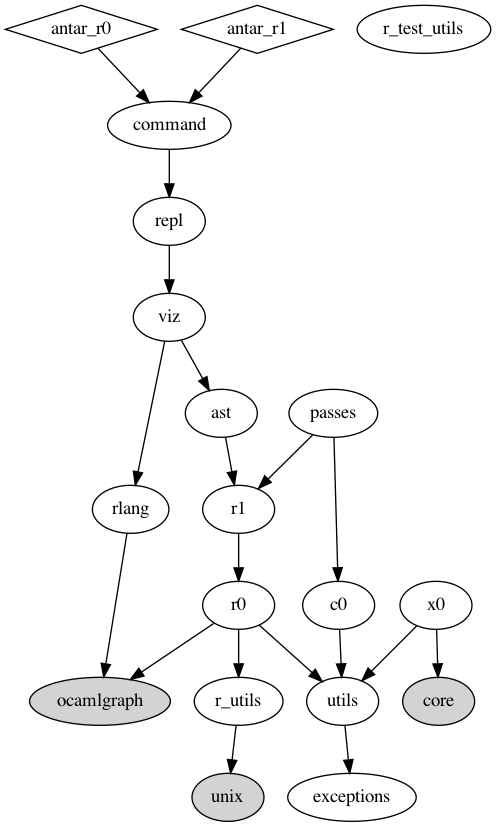 antar_r0
antar_r1
r_test_utils
command
repl
viz
ast
passes
rlang
r1
r0
c0
x0
ocamlgraph
r_utils
utils
core
unix
exceptions